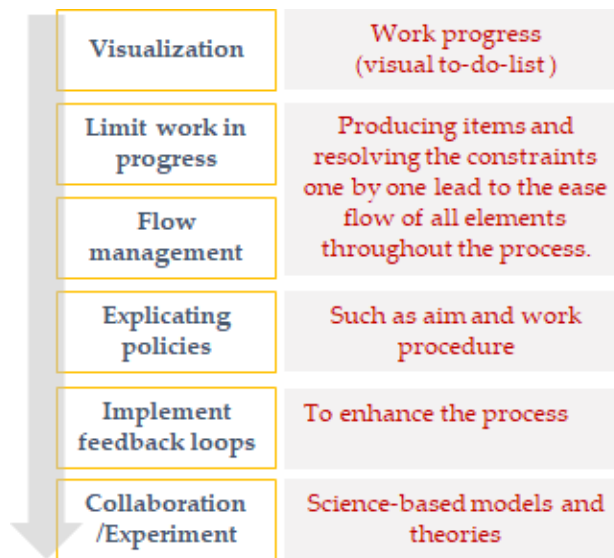 Visualization
Work progress
(visual to-do-list )
Limit work in
progress
Flow
management
Producing items and
resolving the constraints
one by one lead to the ease
flow of all elements
throughout the process.
Explicating
policies
Such as aim and work
procedure
Implement
feedback loops
To enhance the process
Collaboration
/Experiment
Science-based models and
theories